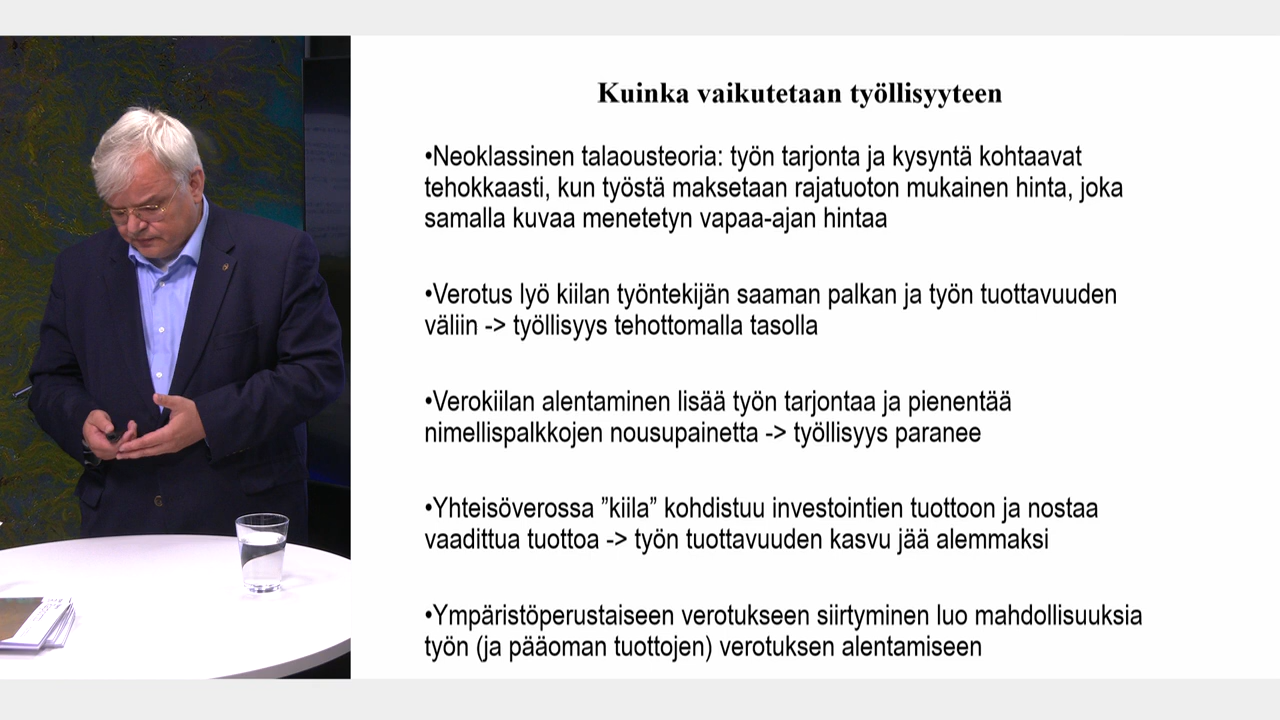 Kuinka vaikutetaan työllisyyteen
•Neoklassinen talaousteoria: työn tarjonta ja kysyntä kohtaavat
tehokkaasti, kun työstä maksetaan rajatuoton mukainen hinta, joka
samalla kuvaa menetetyn vapaa-ajan hintaa
•Verotus lyö kiilan työntekijän saaman palkan ja työn tuottavuuden
väliin -> työllisyys tehottomalla tasolla
•Verokiilan alentaminen lisää työn tarjontaa ja pienentää
nimellispalkkojen nousupainetta -> työllisyys paranee
•Yhteisöverossa ”kiila” kohdistuu investointien tuottoon ja nostaa
vaadittua tuottoa -> työn tuottavuuden kasvu jää alemmaksi
•Ympäristöperustaiseen verotukseen siirtyminen luo mahdollisuuksia
työn (ja pääoman tuottojen) verotuksen alentamiseen